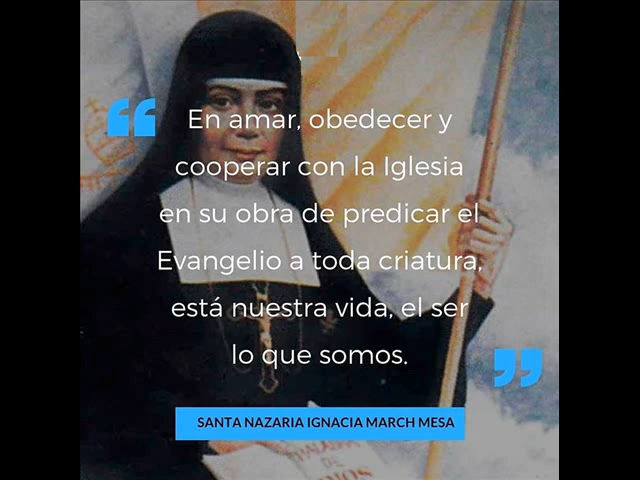 “
En amar, obedecer y
cooperar con la Iglesia
en su obra de predicar el
Evangelio a toda criatura,
está nuestra vida, el ser
lo que somos.
”
SANTA NAZARIA IGNACIA MARCH MESA
DE